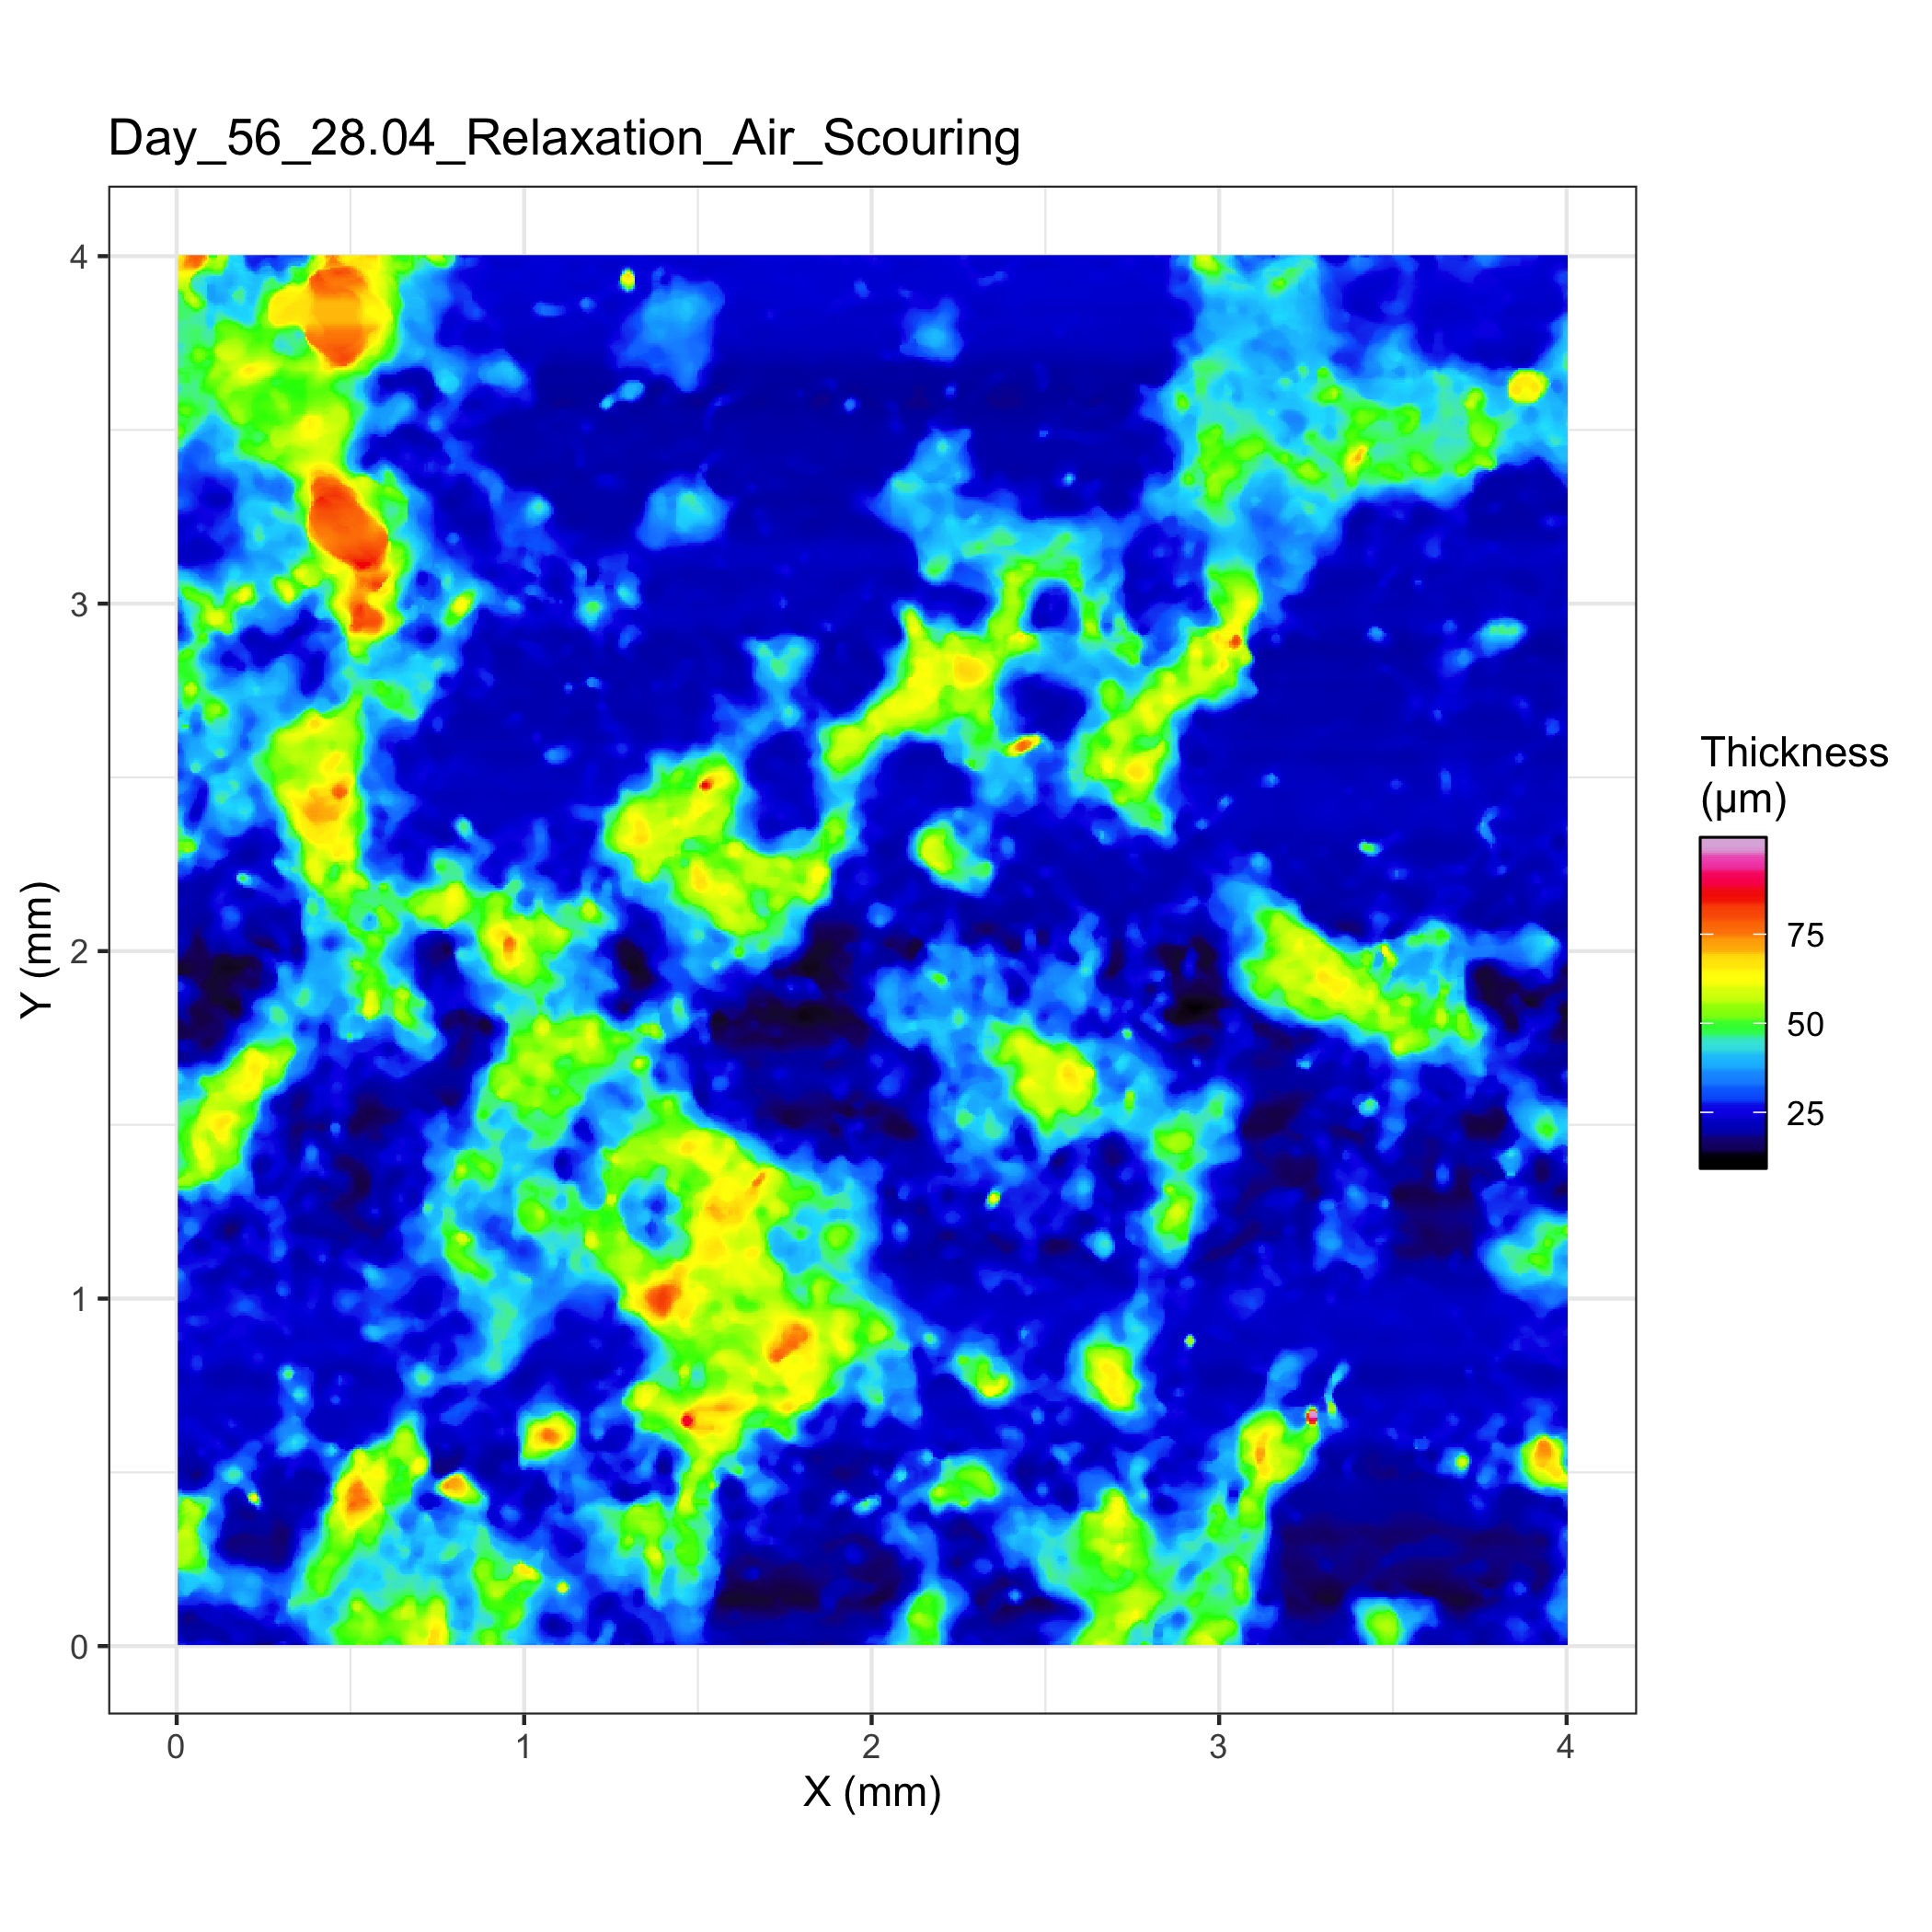 Day_56_28.04_Relaxation_Air_Scouring
4
3
2
1
0
Y (mm)
0 1 2 3 4
X (mm)
Thickness
(µm)
75
50
25